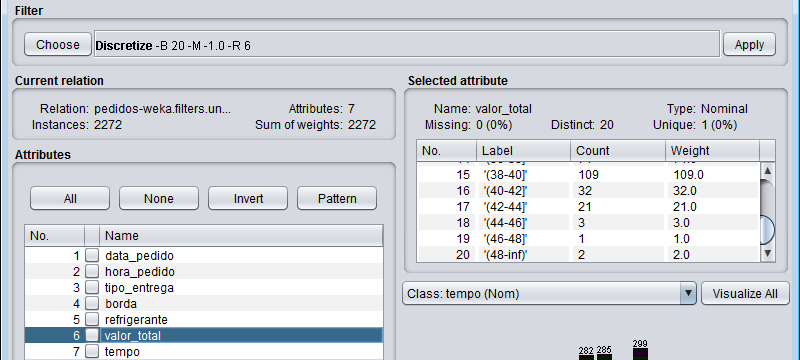 Filter
Choose Discretize -B 20 -M -1.0 -R 6 Apply
Current relation
Relation: pedidos-weka.filters.un... Attributes: 7
Instances: 2272 Sum of weights: 2272
Attributes
All None Invert Pattern
No. Name
1 data_pedido
2 hora_pedido
3 tipo_entrega
4 borda
5 refrigerante
6 valor_total
7 tempo
Selected attribute
Name: valor_total Type: Nominal
Missing: 0 (0%) Distinct: 20 Unique: 1 (0%)
No. Label Count Weight
15 '(38-40]' 109 109.0
16 '(40-42]' 32 32.0
17 '(42-44]' 21 21.0
18 '(44-46]' 3 3.0
19 '(46-48]' 1 1.0
20 '(48-inf)' 2 2.0
Class: tempo (Nom) Visualize All
282 285 299